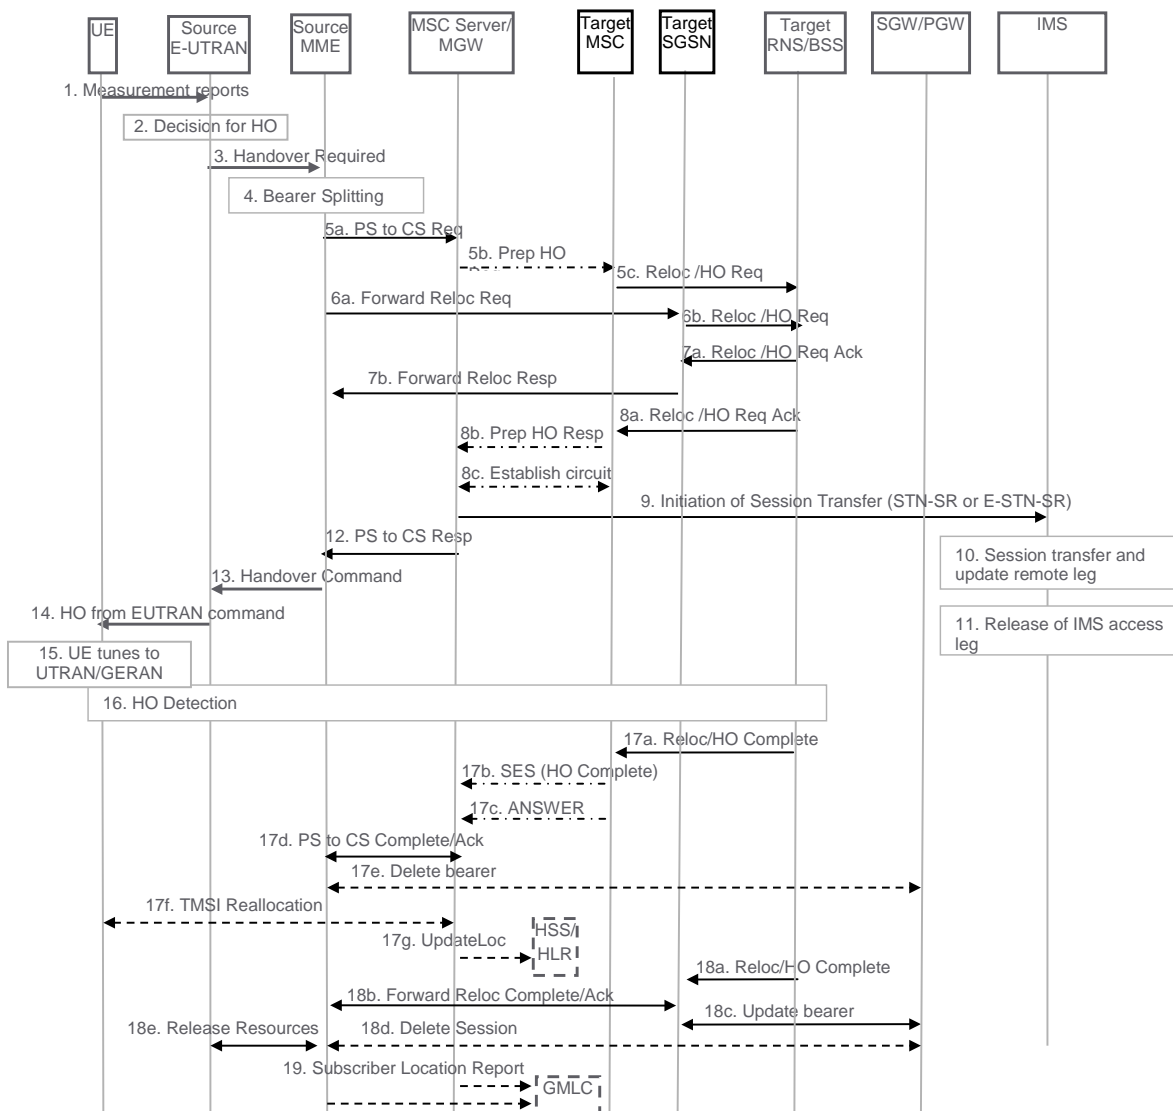 UE
Source
E-UTRAN
Source
MME
MSC Server/
MGW
Target
MSC
Target
SGSN
Target
RNS/BSS
SGW/PGW
IMS
1. Measurement reports
2. Decision for HO
3. Handover Required
4. Bearer Splitting
5a. PS to CS Req
5b. Prep HO
5c. Reloc /HO Req
6a. Forward Reloc Req
6b. Reloc /HO Req
7a. Reloc /HO Req Ack
7b. Forward Reloc Resp
8a. Reloc /HO Req Ack
8b. Prep HO Resp
8c. Establish circuit
9. Initiation of Session Transfer (STN-SR or E-STN-SR)
12. PS to CS Resp
10. Session transfer and
update remote leg
13. Handover Command
14. HO from EUTRAN command
11. Release of IMS access
leg
15. UE tunes to
UTRAN/GERAN
16. HO Detection
17a. Reloc/HO Complete
17b. SES (HO Complete)
17c. ANSWER
17d. PS to CS Complete/Ack
17e. Delete bearer
17f. TMSI Reallocation
17g. UpdateLoc
HSS/
HLR
18a. Reloc/HO Complete
18b. Forward Reloc Complete/Ack
18c. Update bearer
18e. Release Resources
18d. Delete Session
19. Subscriber Location Report
GMLC